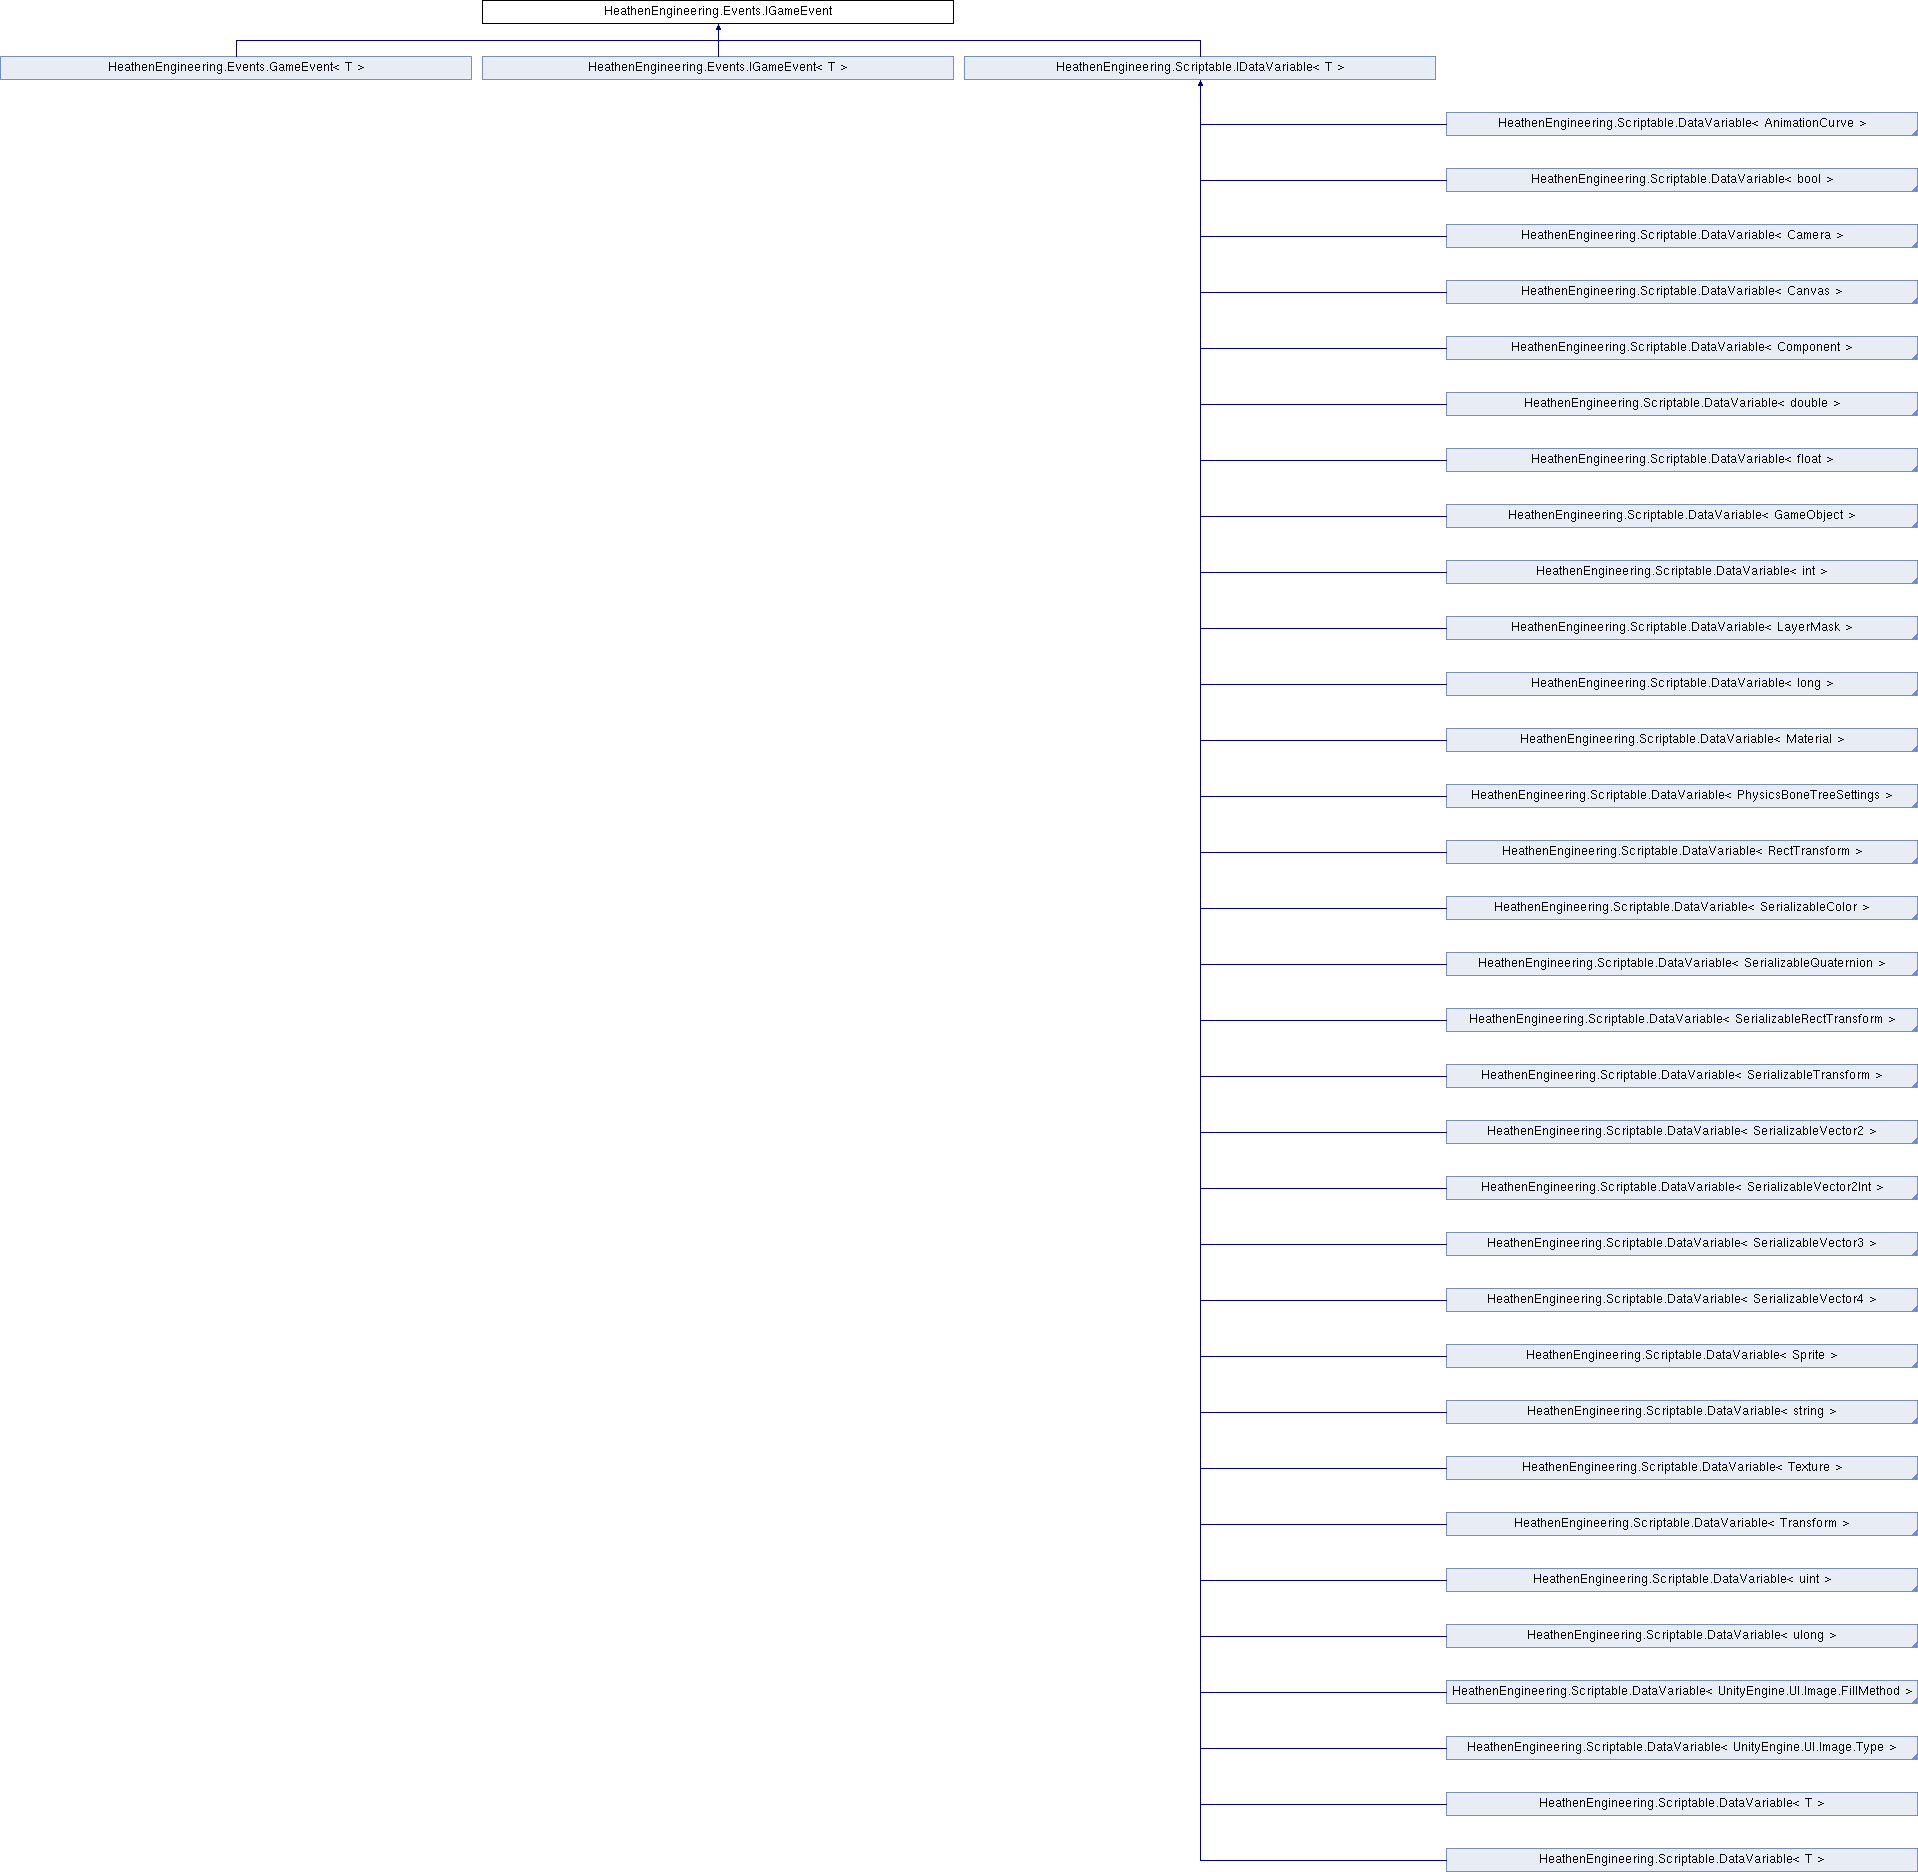 HeathenEngineering.Events.IGameEvent
HeathenEngineering.Events.GameEvent< T >
HeathenEngineering.Events.IGameEvent< T >
HeathenEngineering.Scriptable.IDataVariable< T >
HeathenEngineering.Scriptable.DataVariable< AnimationCurve >
HeathenEngineering.Scriptable.DataVariable< bool >
HeathenEngineering.Scriptable.DataVariable< Camera >
HeathenEngineering.Scriptable.DataVariable< Canvas >
HeathenEngineering.Scriptable.DataVariable< Component >
HeathenEngineering.Scriptable.DataVariable< double >
HeathenEngineering.Scriptable.DataVariable< float >
HeathenEngineering.Scriptable.DataVariable< GameObject >
HeathenEngineering.Scriptable.DataVariable< int >
HeathenEngineering.Scriptable.DataVariable< LayerMask >
HeathenEngineering.Scriptable.DataVariable< long >
HeathenEngineering.Scriptable.DataVariable< Material >
HeathenEngineering.Scriptable.DataVariable< PhysicsBoneTreeSettings >
HeathenEngineering.Scriptable.DataVariable< RectTransform >
HeathenEngineering.Scriptable.DataVariable< SerializableColor >
HeathenEngineering.Scriptable.DataVariable< SerializableQuaternion >
HeathenEngineering.Scriptable.DataVariable< SerializableRectTransform >
HeathenEngineering.Scriptable.DataVariable< SerializableTransform >
HeathenEngineering.Scriptable.DataVariable< SerializableVector2 >
HeathenEngineering.Scriptable.DataVariable< SerializableVector2Int >
HeathenEngineering.Scriptable.DataVariable< SerializableVector3 >
HeathenEngineering.Scriptable.DataVariable< SerializableVector4 >
HeathenEngineering.Scriptable.DataVariable< Sprite >
HeathenEngineering.Scriptable.DataVariable< string >
HeathenEngineering.Scriptable.DataVariable< Texture >
HeathenEngineering.Scriptable.DataVariable< Transform >
HeathenEngineering.Scriptable.DataVariable< uint >
HeathenEngineering.Scriptable.DataVariable< ulong >
HeathenEngineering.Scriptable.DataVariable< UnityEngine.UI.Image.FillMethod >
HeathenEngineering.Scriptable.DataVariable< UnityEngine.UI.Image.Type >
HeathenEngineering.Scriptable.DataVariable< T >
HeathenEngineering.Scriptable.DataVariable< T >